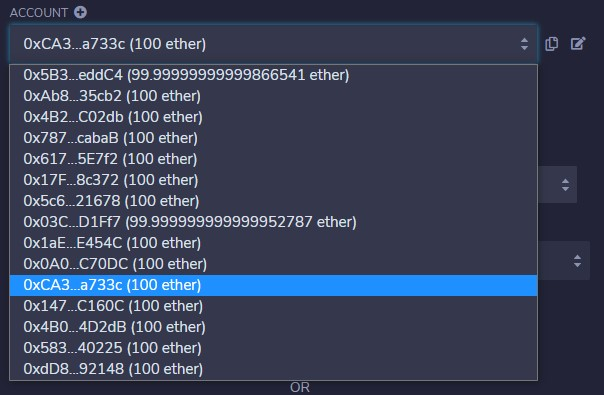 ACCOUNT
0xCA3...a733c (100 ether)
0x5B3...eddC4 (99.99999999999866541 ether)
0xAb8...35cb2 (100 ether)
0x4B2...C02db (100 ether)
0x787...cabaB (100 ether)
0x617...5E7f2 (100 ether)
0x17F...8c372 (100 ether)
0x5c6...21678 (100 ether)
0x03C...D1Ff7 (99.999999999999952787 ether)
0x1aE...E454C (100 ether)
0x0A0...C70DC (100 ether)
0xCA3...a733c (100 ether)
0x147...C160C (100 ether)
0x4B0...4D2dB (100 ether)
0x583...40225 (100 ether)
0xdD8...92148 (100 ether)
OR